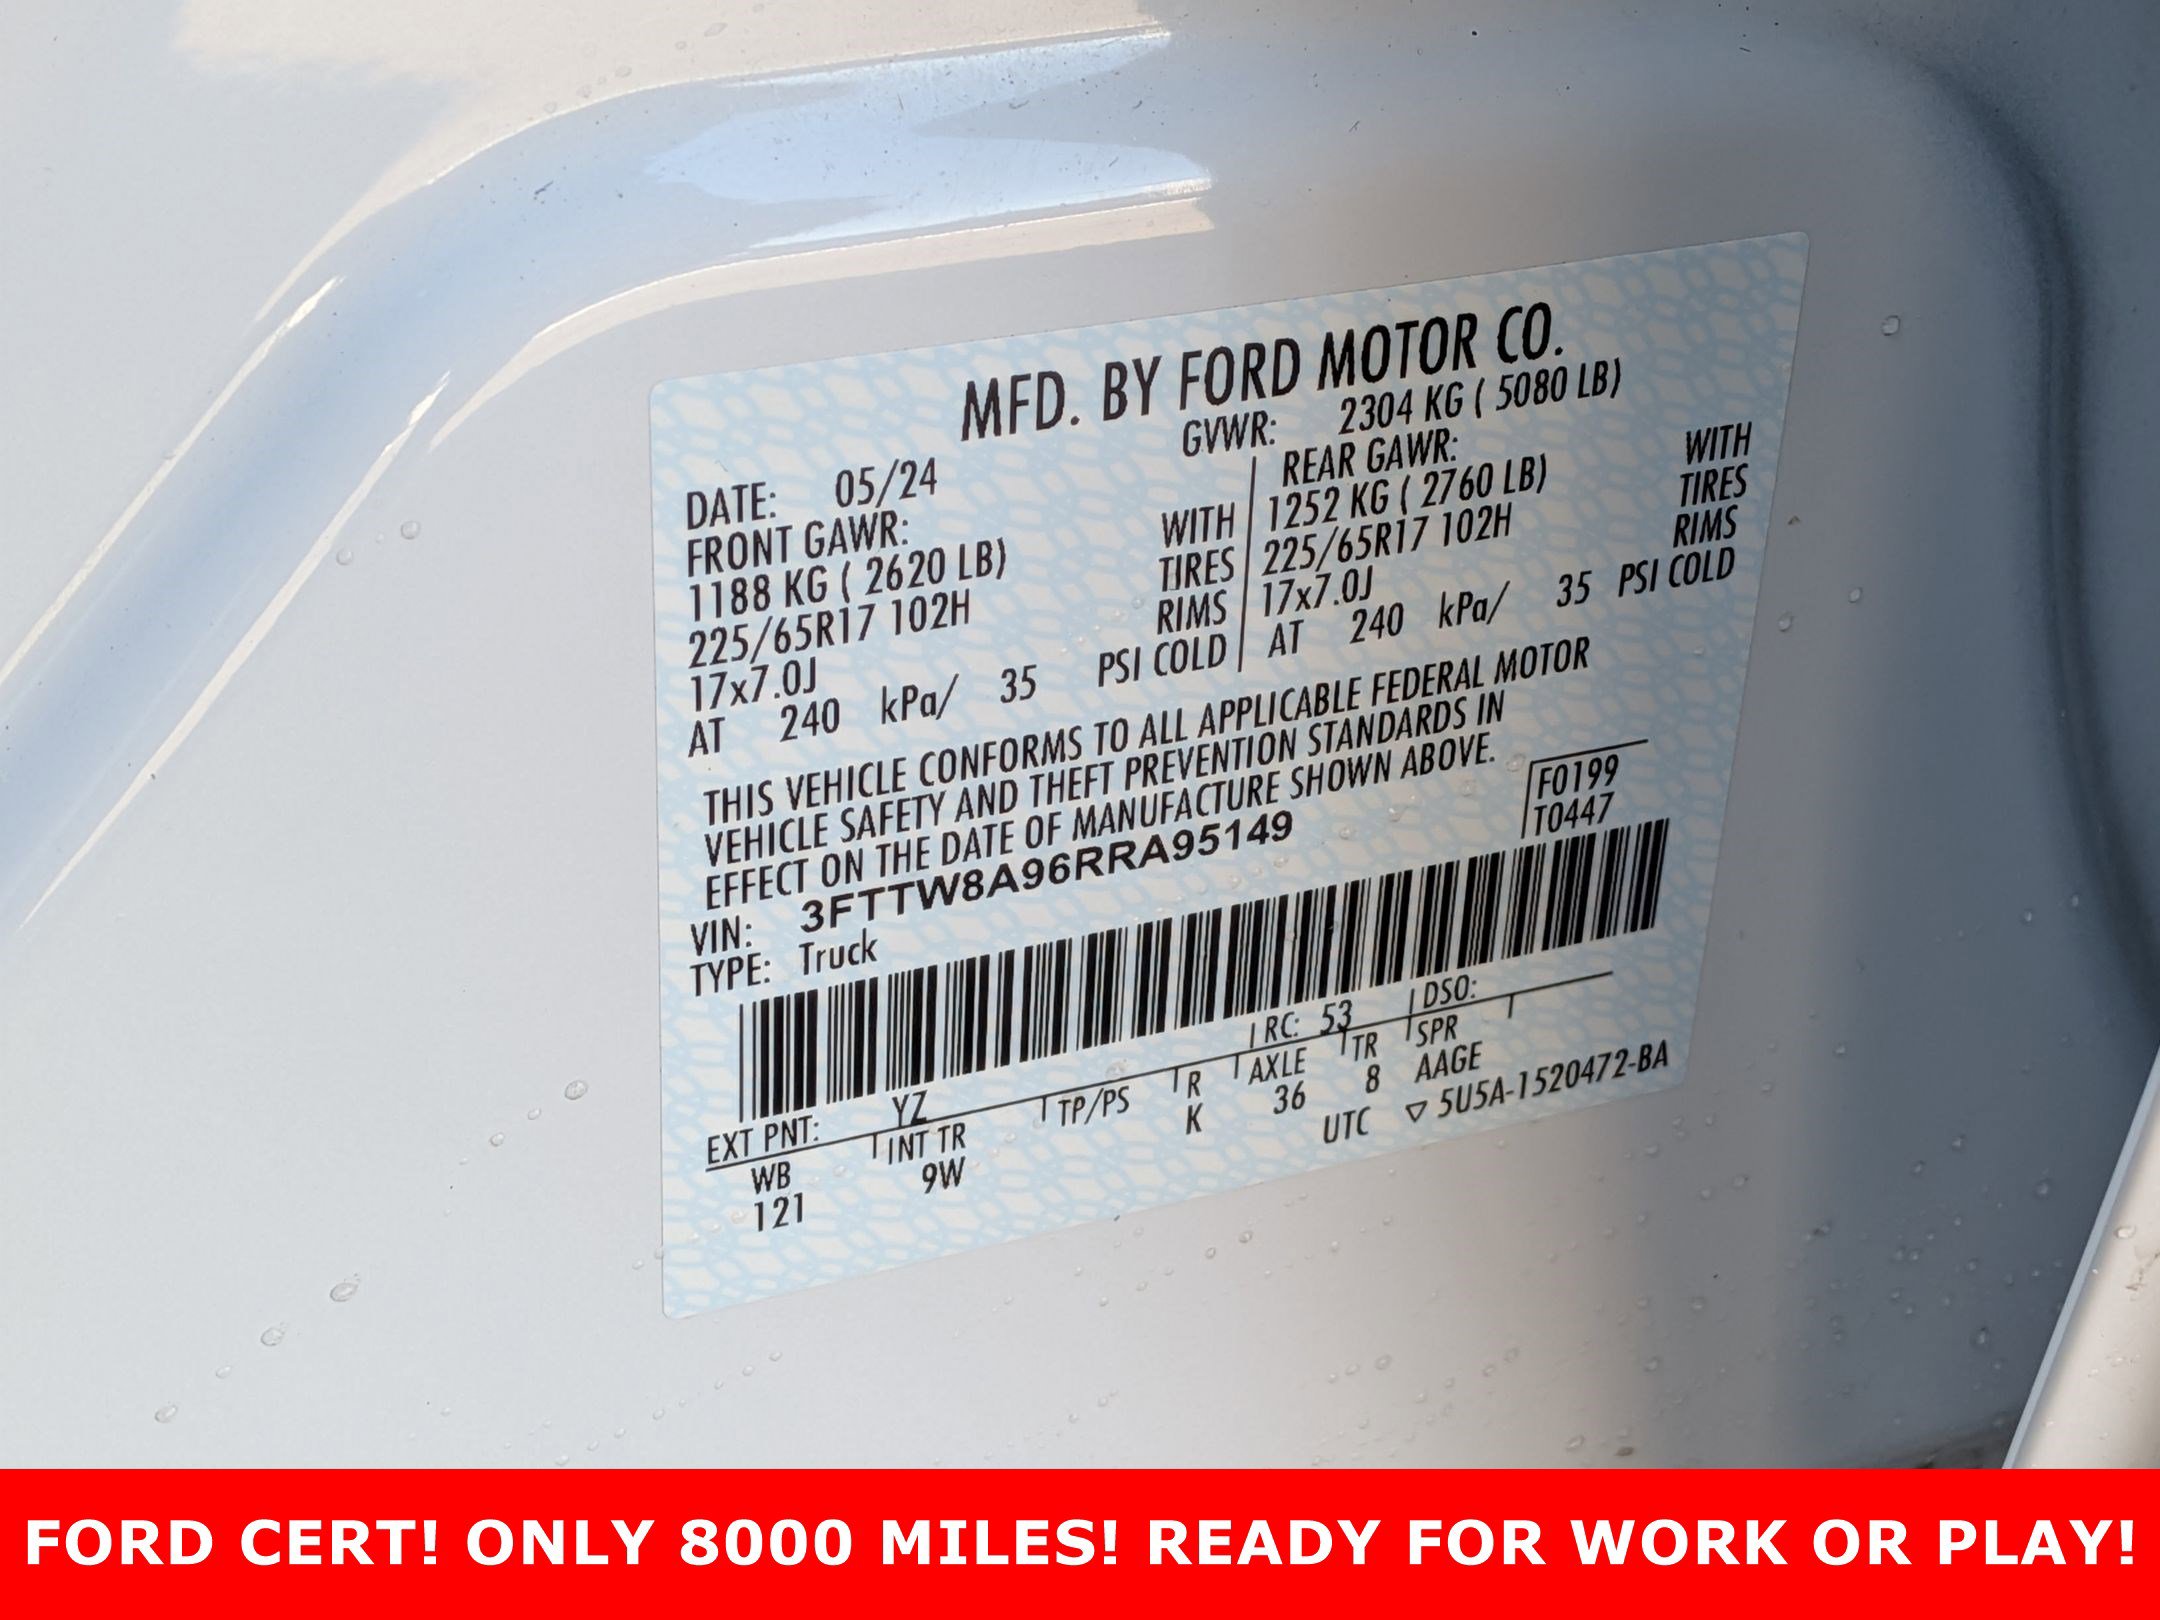 MFD. BY FORD MOTOR CO.
DATE: 05/24 GVWR: 2304 KG ( 5080 LB)
FRONT GAWR: REAR GAWR:
1188 KG ( 2620 LB) WITH 1252 KG ( 2760 LB) WITH
225/65R17 102H TIRES 225/65R17 102H TIRES
17x7.0J RIMS 17x7.0J RIMS
AT 240 kPa/ 35 PSI COLD AT 240 kPa/ 35 PSI COLD
THIS VEHICLE CONFORMS TO ALL APPLICABLE FEDERAL MOTOR
VEHICLE SAFETY AND THEFT PREVENTION STANDARDS IN
EFFECT ON THE DATE OF MANUFACTURE SHOWN ABOVE.
VIN: 3FTTW8A96RRA95149 F0199
TYPE: Truck T0447
EXT PNT: YZ RC: 53 DSO:
WB INT TR TP/PS R AXLE TR SPR
121 9W K 36 8 AAGE
UTC ▽ 5U5A-1520472-BA
FORD CERT! ONLY 8000 MILES! READY FOR WORK OR PLAY!